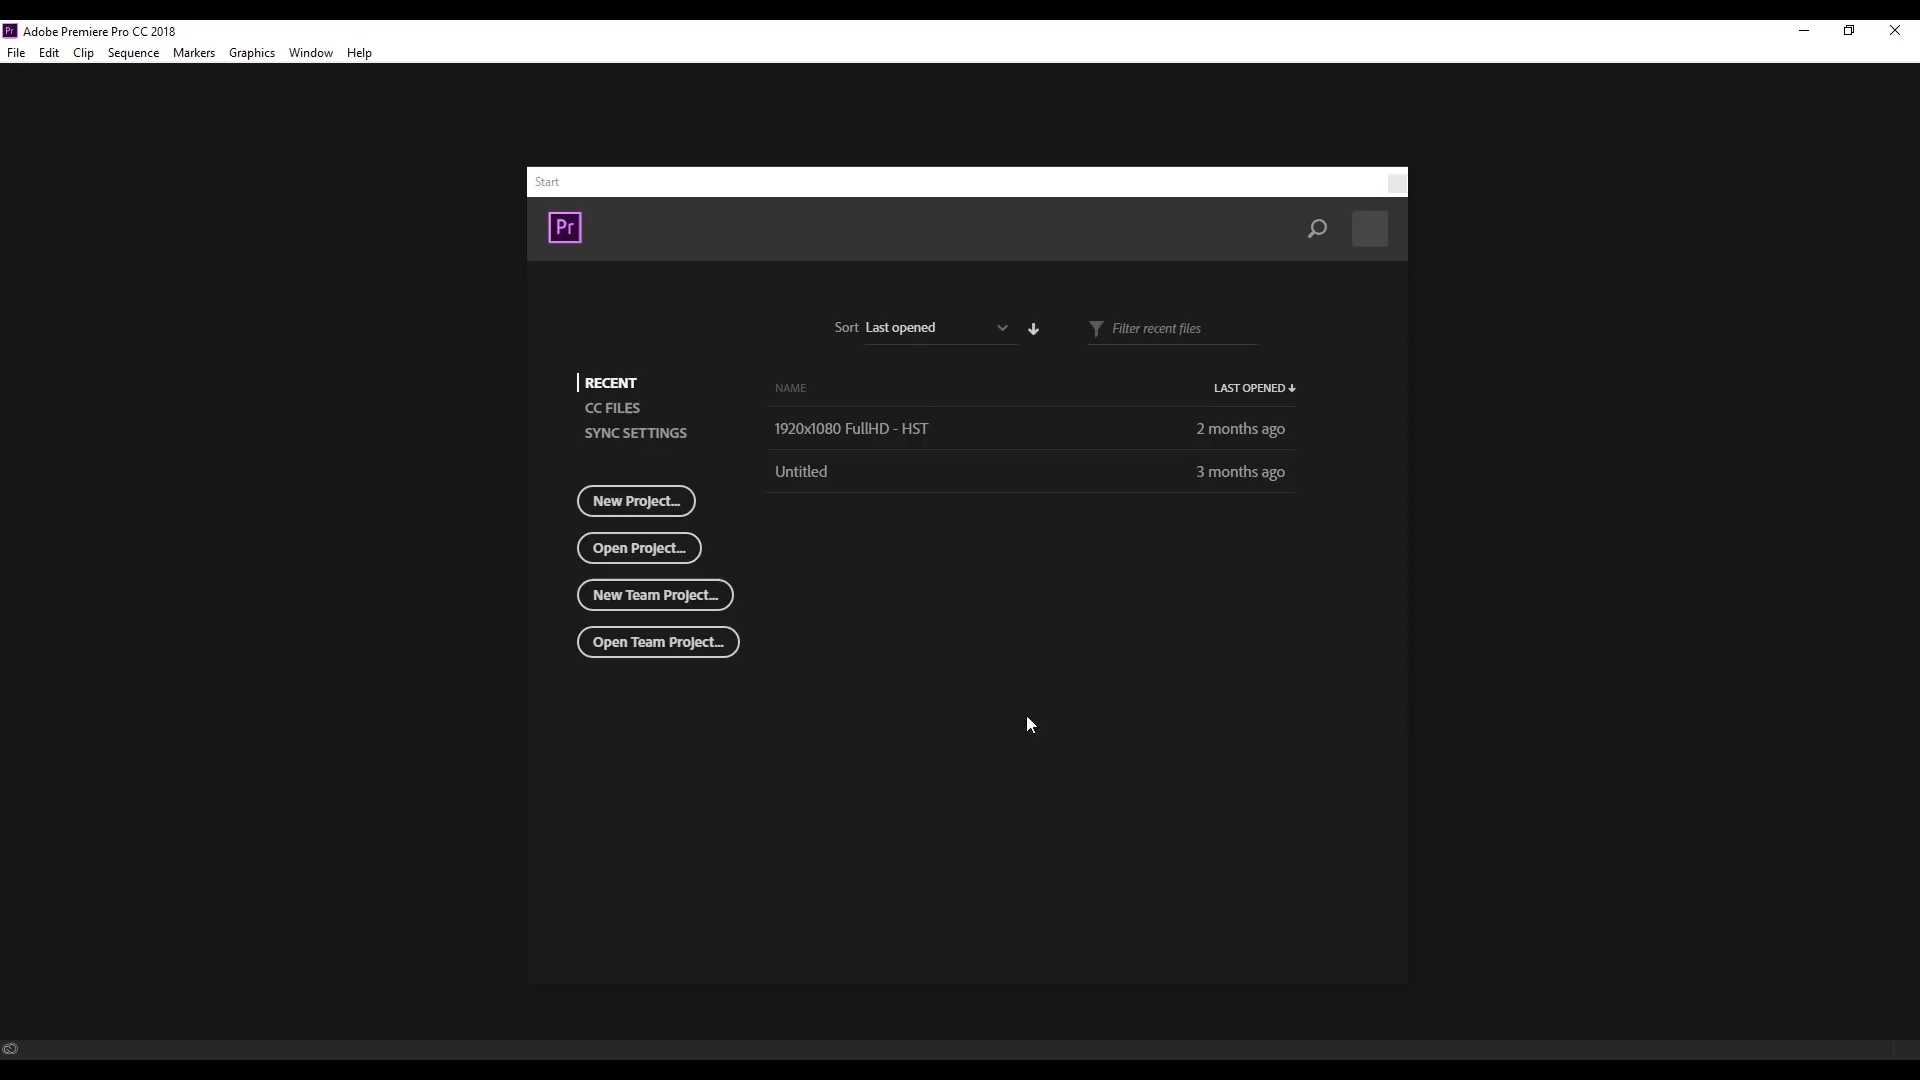 Pr Adobe Premiere Pro CC 2018
File Edit Clip Sequence Markers Graphics Window Help
Start
Pr
Sort Last opened Filter recent files
RECENT
CC FILES
SYNC SETTINGS
New Project...
Open Project...
New Team Project...
Open Team Project...
NAME LAST OPENED
1920x1080 FullHD - HST 2 months ago
Untitled 3 months ago